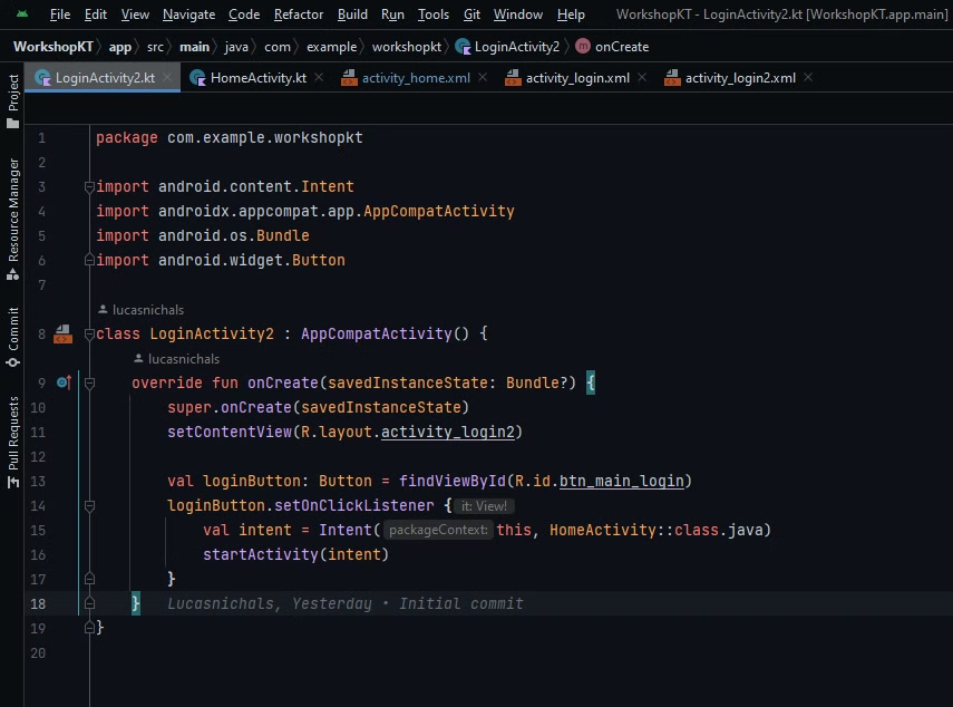 File Edit View Navigate Code Refactor Build Run Tools Git Window Help WorkshopKT - LoginActivity2.kt [WorkshopKT.app.main]
WorkshopKT app src main java com example workshopkt LoginActivity2 m onCreate
LoginActivity2.kt HomeActivity.kt activity_home.xml activity_login.xml activity_login2.xml
Project
Resource Manager
Commit
Pull Requests
1 package com.example.workshopkt
2
3 import android.content.Intent
4 import androidx.appcompat.app.AppCompatActivity
5 import android.os.Bundle
6 import android.widget.Button
7
lucasnichals
8 class LoginActivity2 : AppCompatActivity() {
lucasnichals
9 override fun onCreate(savedInstanceState: Bundle?) {
10 super.onCreate(savedInstanceState)
11 setContentView(R.layout.activity_login2)
12
13 val loginButton: Button = findViewById(R.id.btn_main_login)
14 loginButton.setOnClickListener { it: View!
15 val intent = Intent( packageContext: this, HomeActivity::class.java)
16 startActivity(intent)
17 }
18 } Lucasnichals, Yesterday • Initial commit
19 }
20